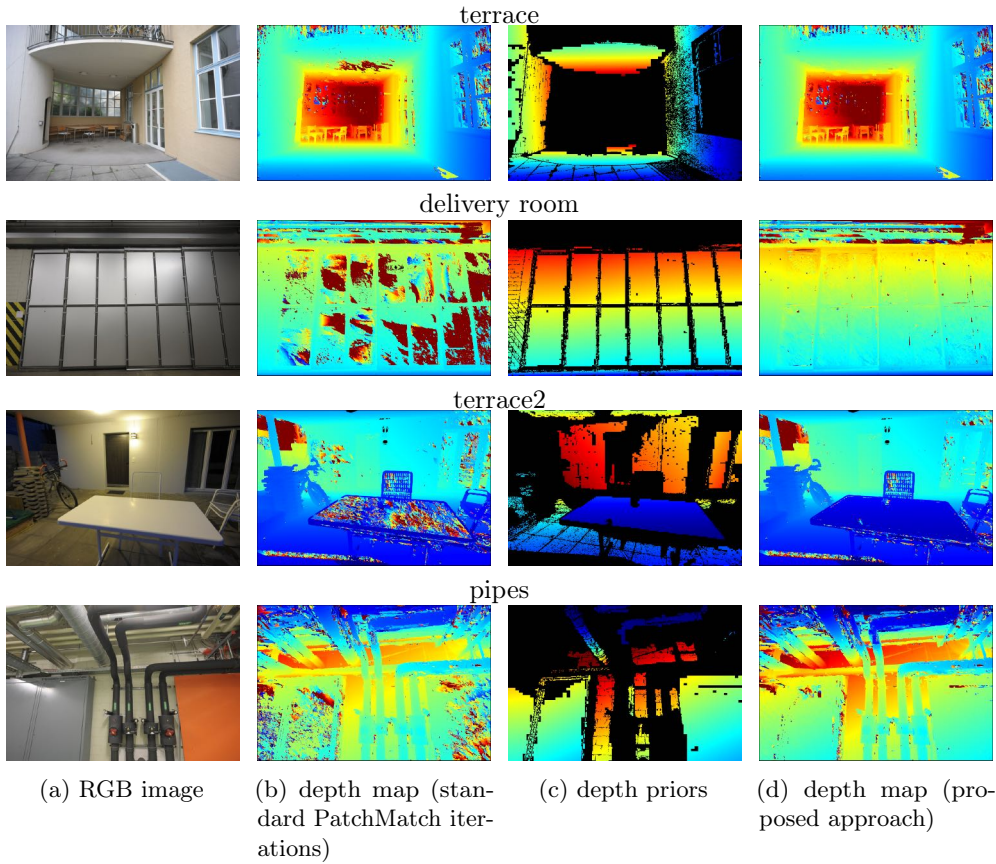 terrace
delivery room
terrace2
pipes
(a) RGB image
(b) depth map (stan-
dard PatchMatch iter-
ations)
(c) depth priors
(d) depth map (pro-
posed approach)